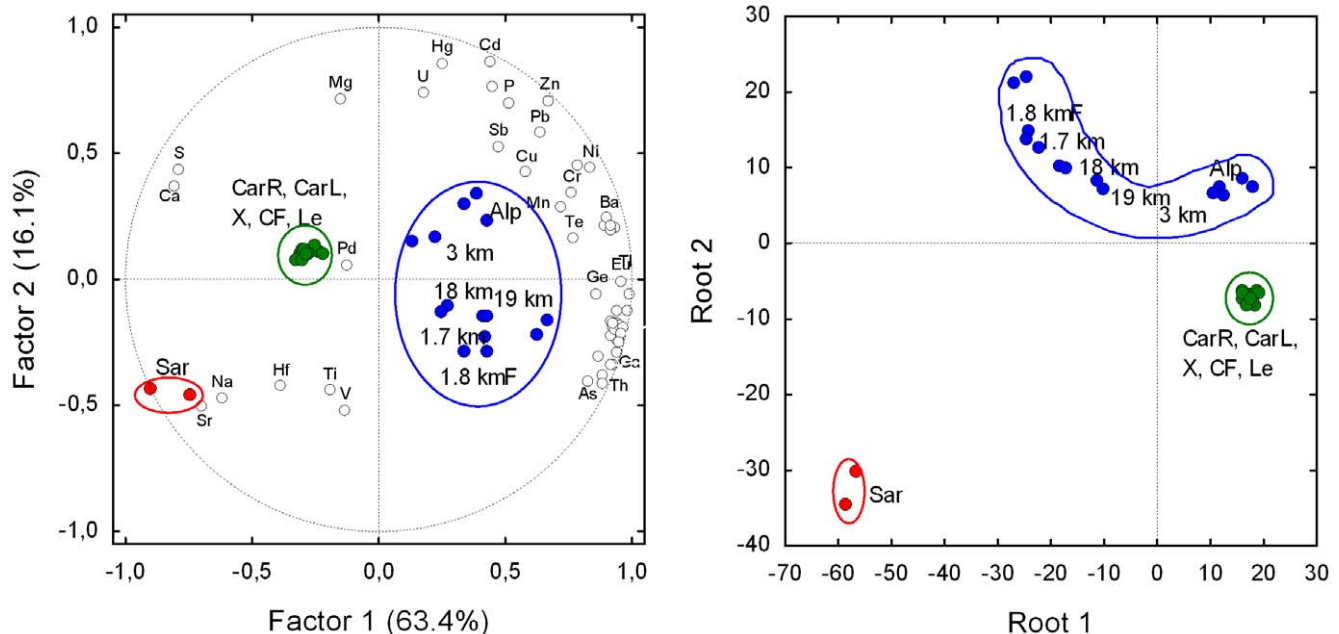 1,0
0,5
0,0
-0,5
-1,0
Factor 2 (16.1%)
Hg
Cd
Mg
U
P
Zn
Pb
Sb
S
Ca
Cu
Ni
Cr
CarR, CarL,
X, CF, Le
Mn
Alp
Ba
Te
Pd
3 km
Ge
18 km
19 km
1.7 km
Sar
Na
Hf
Ti
V
1.8 kmF
Ga
As
Th
Sr
-1,0
-0,5
0,0
0,5
1,0
Factor 1 (63.4%)
30
20
10
0
-10
-20
-30
-40
Root 2
1.8 kmF
1.7 km
18 km
Alp
19 km
3 km
CarR, CarL,
X, CF, Le
Sar
-70
-60
-50
-40
-30
-20
-10
0
10
20
30
Root 1